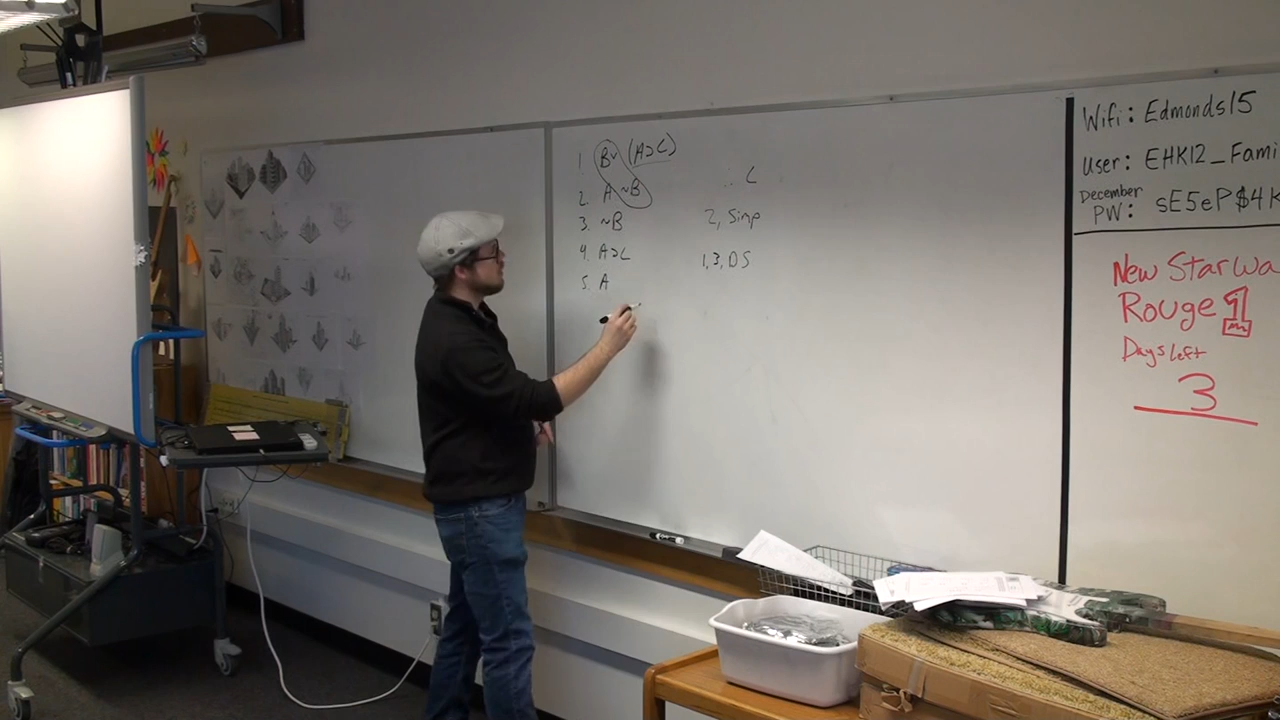 1. B∨ (A⊃C)
∴ C
2. A ~B
3. ~B 2, Simp
4. A⊃C 1,3, DS
5. A
Wifi: Edmonds15
User: EHK12_Fami
December
PW: sE5eP$4K
New Starwa
Rouge 1
Days left
3